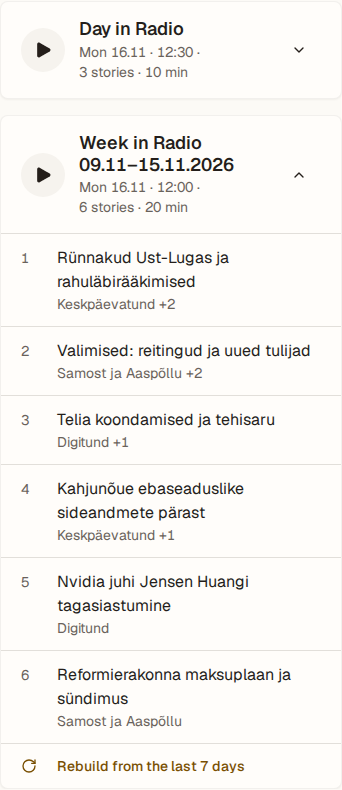 Day in Radio
Mon 16.11 · 12:30 ·
3 stories · 10 min
Week in Radio
09.11–15.11.2026
Mon 16.11 · 12:00 ·
6 stories · 20 min
1 Rünnakud Ust-Lugas ja
rahuläbirääkimised
Keskpäevatund +2
2 Valimised: reitingud ja uued tulijad
Samost ja Aaspõllu +2
3 Telia koondamised ja tehisaru
Digitund +1
4 Kahjunõue ebaseaduslike
sideandmete pärast
Keskpäevatund +1
5 Nvidia juhi Jensen Huangi
tagasiastumine
Digitund
6 Reformierakonna maksuplaan ja
sündimus
Samost ja Aaspõllu
Rebuild from the last 7 days